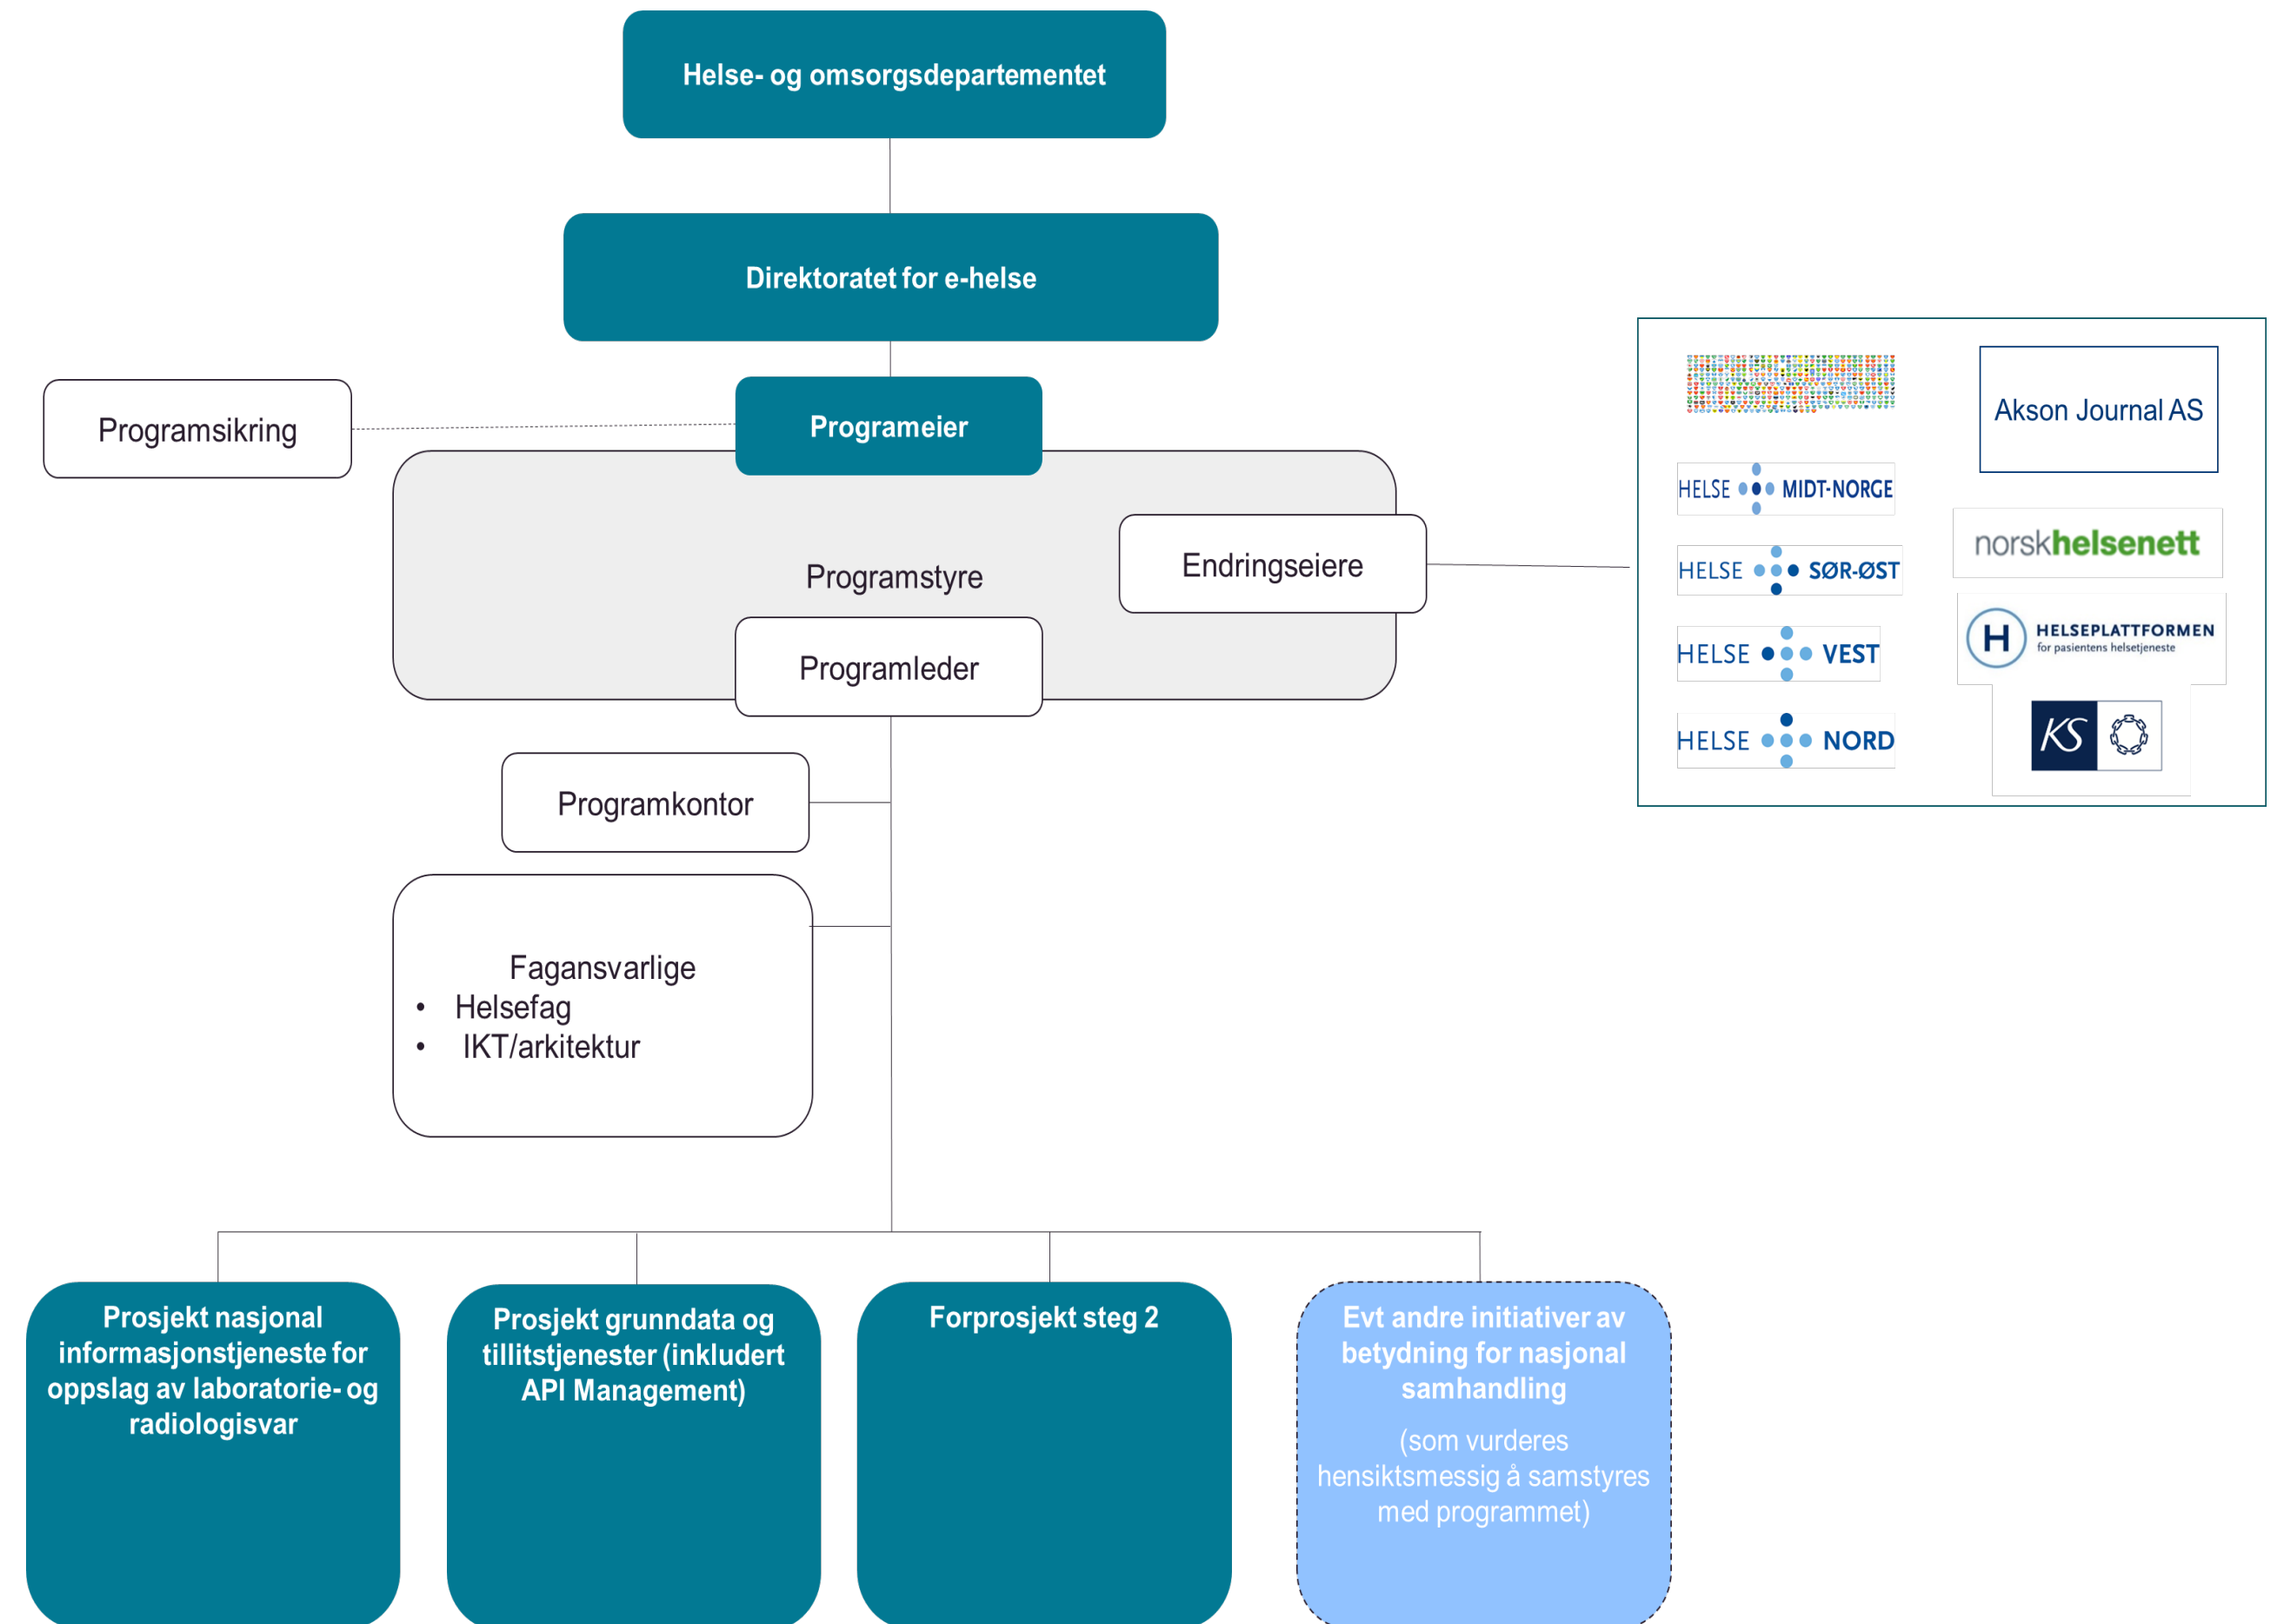 Helse- og omsorgsdepartementet
Direktoratet for e-helse
Programsikring
Programeier
Programstyre
Endringseiere
Programleder
Akson Journal AS
HELSE MIDT-NORGE
norskhelsenett
HELSE SØR-ØST
H HELSEPLATTFORMEN
for pasientens helsetjeneste
HELSE VEST
HELSE NORD
KS
Programkontor
Fagansvarlige
• Helsefag
• IKT/arkitektur
Prosjekt nasjonal
informasjonstjeneste for
oppslag av laboratorie- og
radiologisvar
Prosjekt grunndata og
tillitstjenester (inkludert
API Management)
Forprosjekt steg 2
Evt andre initiativer av
betydning for nasjonal
samhandling
(som vurderes
hensiktsmessig å samstyres
med programmet)